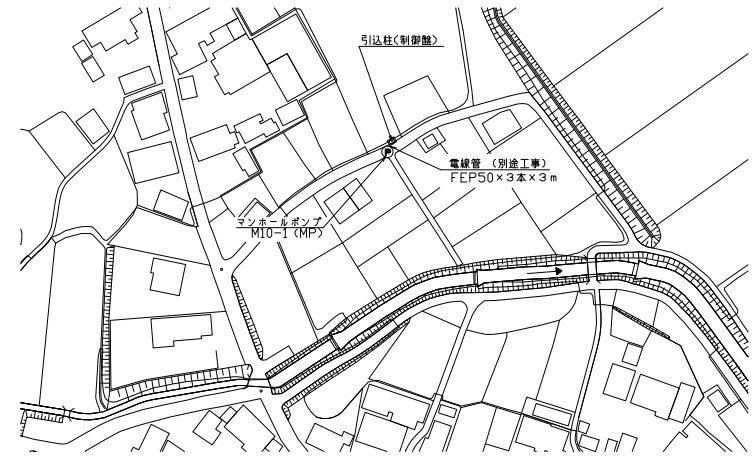 引込柱(制御盤)
P
電線管 (別途工事)
FEP50×3本×3m
マンホールポンプ
M10-1 (MP)